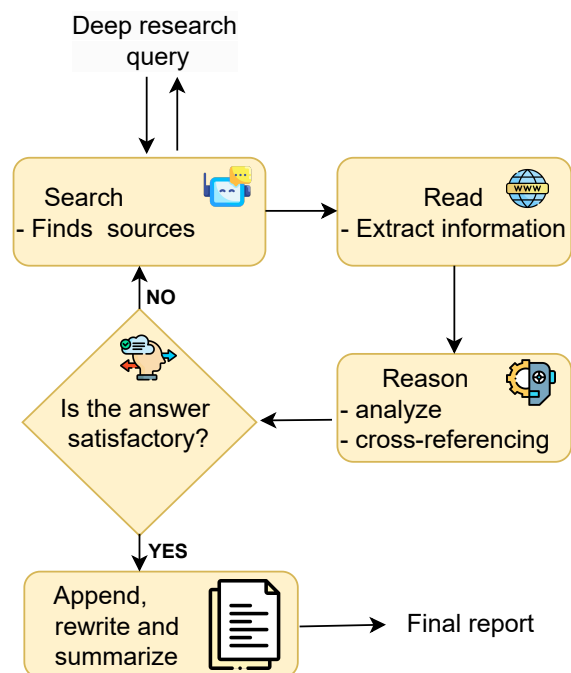 Deep research
query
Search
- Finds sources
Read
- Extract information
WWW
Reason
- analyze
- cross-referencing
NO
Is the answer
satisfactory?
YES
Append,
rewrite and
summarize
Final report